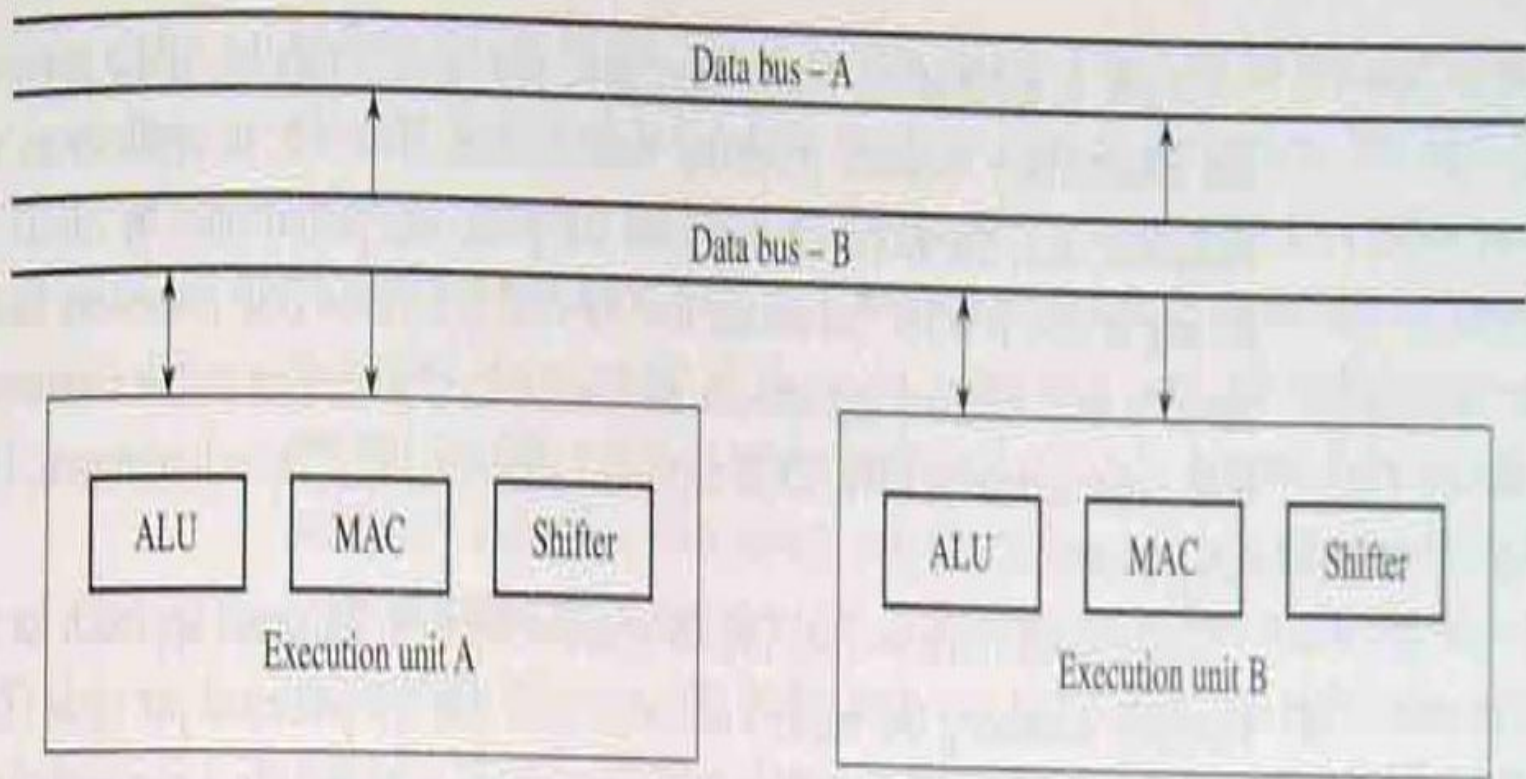 Data bus – A
Data bus – B
ALU
MAC
Shifter
Execution unit A
ALU
MAC
Shifter
Execution unit B